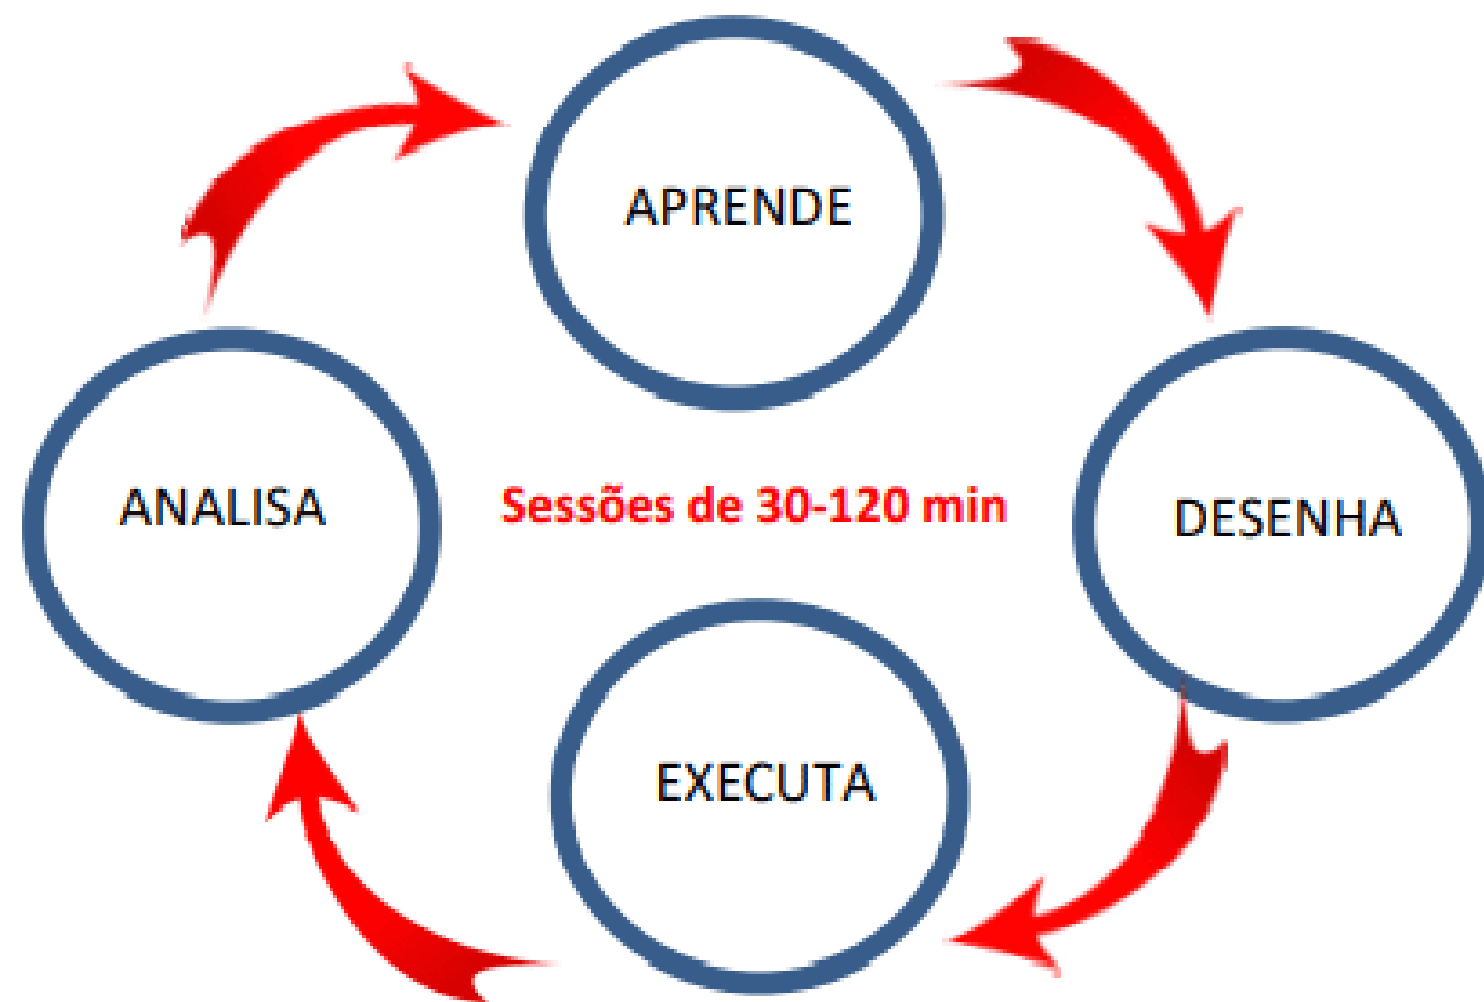 APRENDE
ANALISA
Sessões de 30-120 min
DESENHA
EXECUTA